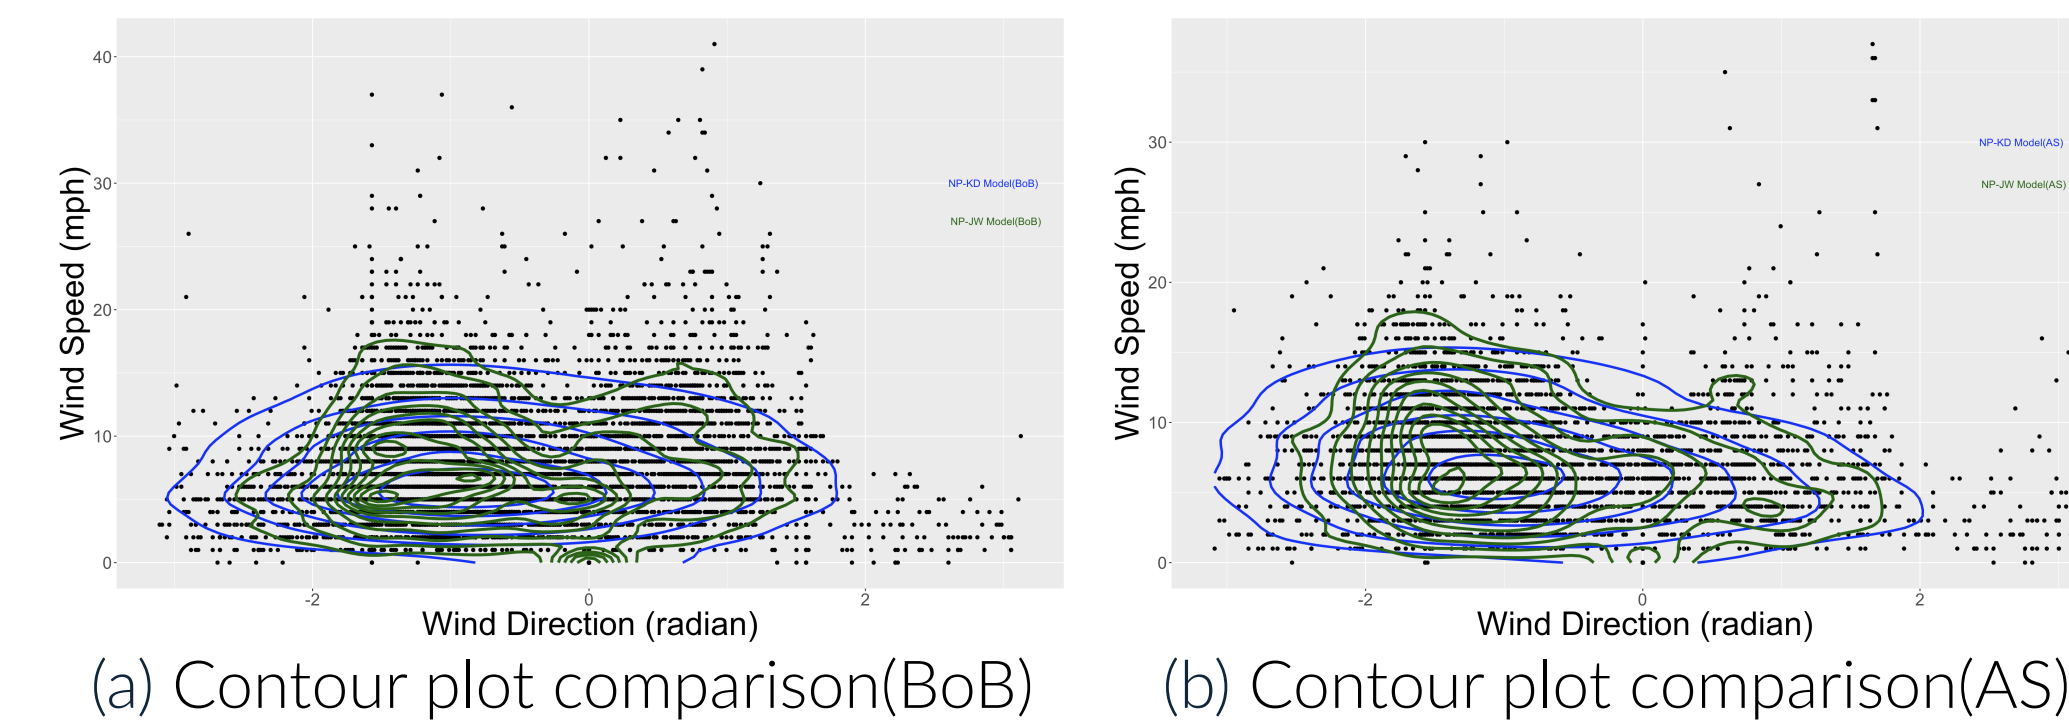 Wind Speed (mph)
40
30
20
10
0
NP-KD Model(BoB)
NP-JW Model(BoB)
-2
0
2
Wind Direction (radian)
(a) Contour plot comparison(BoB)
Wind Speed (mph)
30
20
10
0
NP-KD Model(AS)
NP-JW Model(AS)
-2
0
2
Wind Direction (radian)
(b) Contour plot comparison(AS)